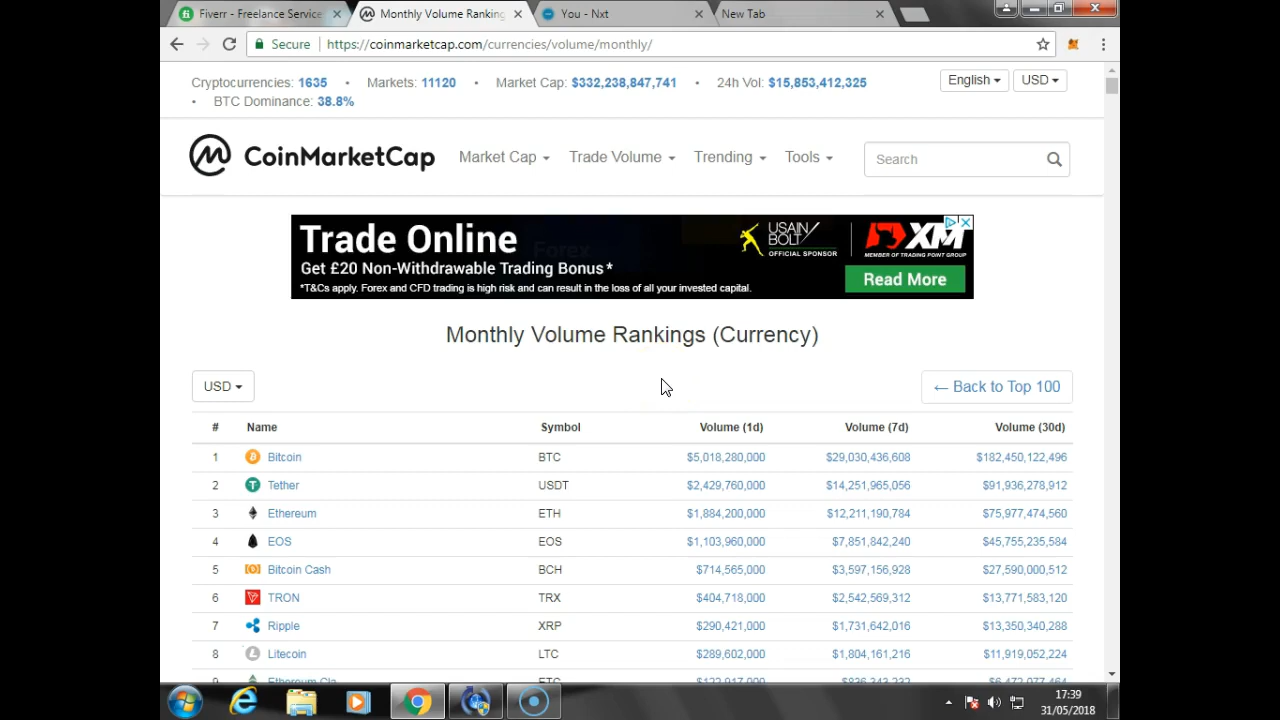 Fiverr - Freelance Service
Monthly Volume Ranking
You - Nxt
New Tab
Secure
https://coinmarketcap.com/currencies/volume/monthly/
Cryptocurrencies: 1635 • Markets: 11120 • Market Cap: $332,238,847,741 • 24h Vol: $15,853,412,325
• BTC Dominance: 38.8%
English
USD
CoinMarketCap
Market Cap
Trade Volume
Trending
Tools
Search
Trade Online
Forex
Get £20 Non-Withdrawable Trading Bonus*
*T&Cs apply. Forex and CFD trading is high risk and can result in the loss of all your invested capital.
USAIN
BOLT
OFFICIAL SPONSOR
XM
MEMBER OF TRADING POINT GROUP
Read More
Monthly Volume Rankings (Currency)
USD
← Back to Top 100
# Name Symbol Volume (1d) Volume (7d) Volume (30d)
1 Bitcoin BTC $5,018,280,000 $29,030,436,608 $182,450,122,496
2 Tether USDT $2,429,760,000 $14,251,965,056 $91,936,278,912
3 Ethereum ETH $1,884,200,000 $12,211,190,784 $75,977,474,560
4 EOS EOS $1,103,960,000 $7,851,842,240 $45,755,235,584
5 Bitcoin Cash BCH $714,565,000 $3,597,156,928 $27,590,000,512
6 TRON TRX $404,718,000 $2,542,569,312 $13,771,583,120
7 Ripple XRP $290,421,000 $1,731,642,016 $13,350,340,288
8 Litecoin LTC $289,602,000 $1,804,161,216 $11,919,052,224
17:39
31/05/2018